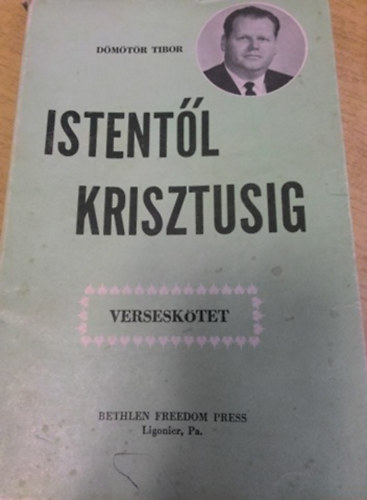 DÖMÖTÖR TIBOR
ISTENTŐL
KRISZTUSIG
VERSESKÖTET
BETHLEN FREEDOM PRESS
Ligonier, Pa.